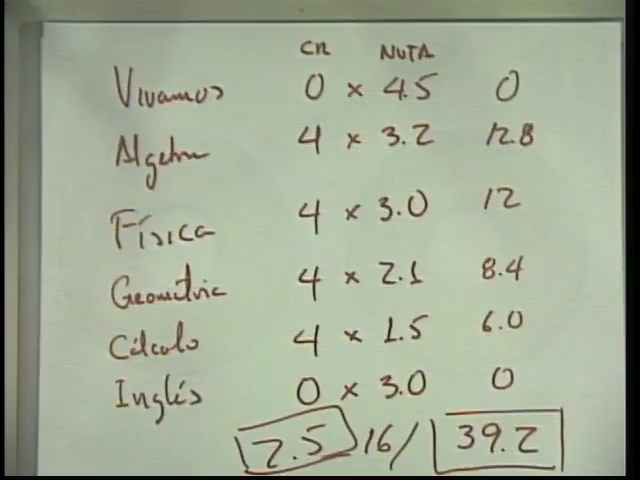 CR NOTA
Vivamos 0 x 4.5 0
Álgebra 4 x 3.2 12.8
Física 4 x 3.0 12
Geometría 4 x 2.1 8.4
Cálculo 4 x 1.5 6.0
Inglés 0 x 3.0 0
2.5 16/ 39.2